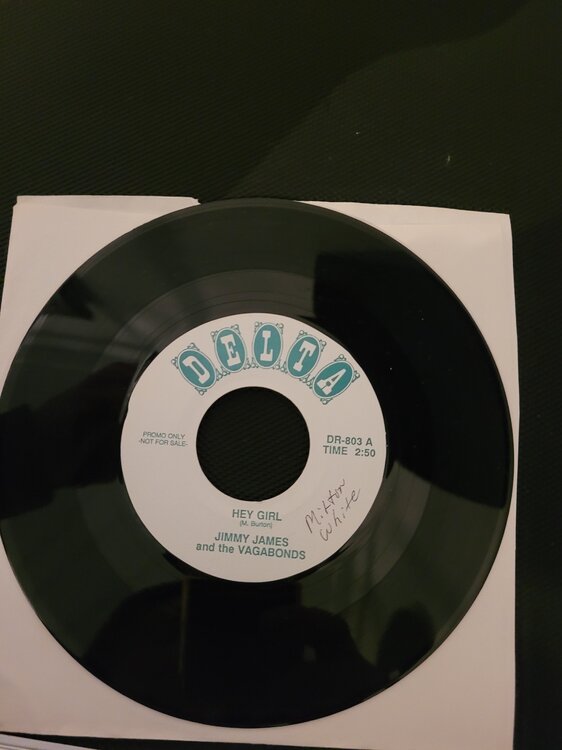 DELTA
PROMO ONLY
-NOT FOR SALE-
DR-803 A
TIME 2:50
HEY GIRL
(M. Burton)
JIMMY JAMES
and the VAGABONDS
Milton
White